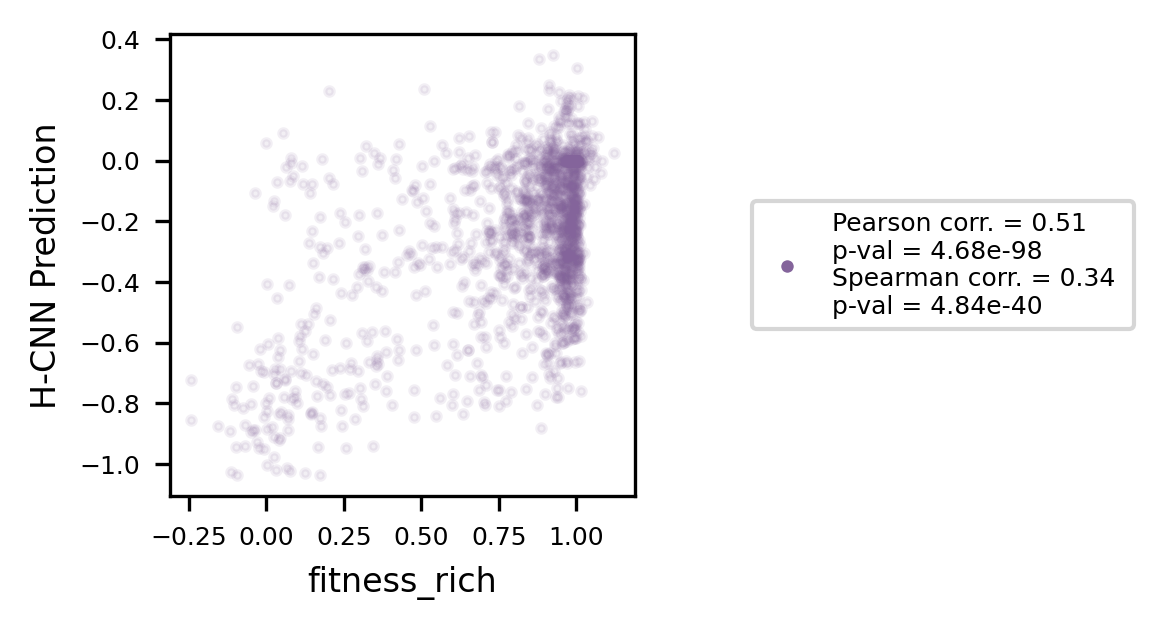 H-CNN Prediction
0.4
0.2
0.0
−0.2
−0.4
−0.6
−0.8
−1.0
−0.25 0.00 0.25 0.50 0.75 1.00
fitness_rich
Pearson corr. = 0.51
p-val = 4.68e-98
Spearman corr. = 0.34
p-val = 4.84e-40